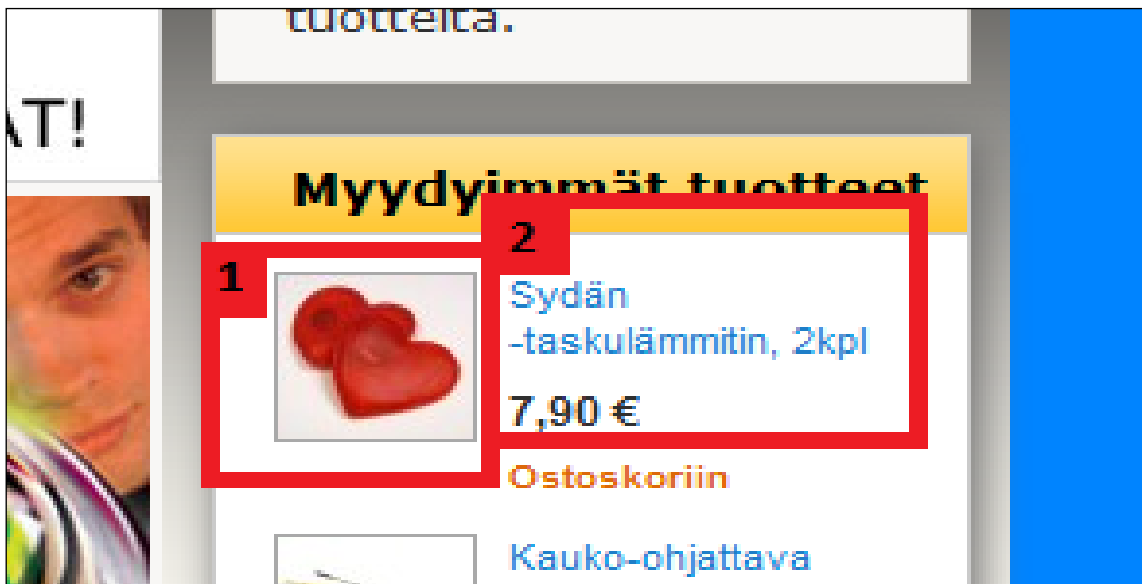 tuotteita.
AT!
Myydyimmät tuotteet
1
2
Sydän
-taskulämmitin, 2kpl
7,90 €
Ostoskoriin
Kauko-ohjattava